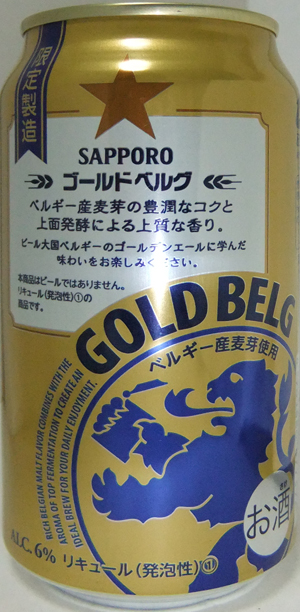 限定製造
SAPPORO
ゴールドベルグ
ベルギー産麦芽の豊潤なコクと
上面発酵による上質な香り。
ビール大国ベルギーのゴールデンエールに学んだ
味わいをお楽しみください。
本商品はビールではありません。
リキュール(発泡性)①の
商品です。
GOLD BELG
ベルギー産麦芽使用
RICH BELGIAN MALT FLAVOR COMBINES WITH THE
AROMA OF TOP FERMENTATION TO CREATE AN
IDEAL BREW FOR YOUR DAILY ENJOYMENT.
お酒
ALC. 6% リキュール(発泡性)①